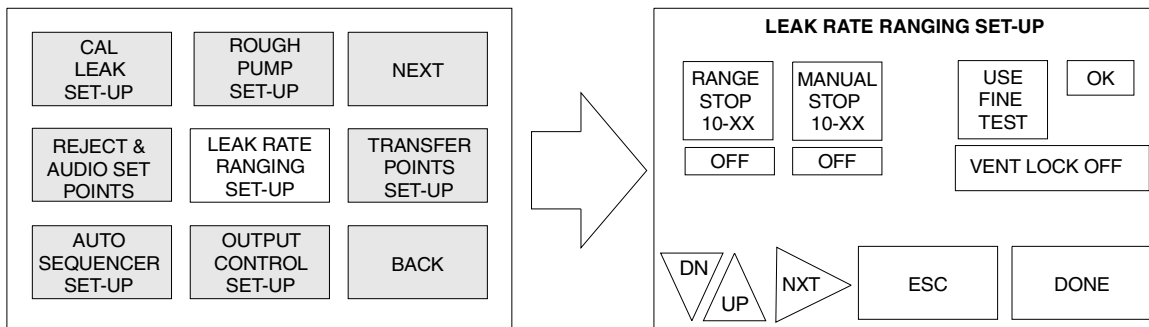 CAL
LEAK
SET-UP
ROUGH
PUMP
SET-UP
NEXT
REJECT &
AUDIO SET
POINTS
LEAK RATE
RANGING
SET-UP
TRANSFER
POINTS
SET-UP
AUTO
SEQUENCER
SET-UP
OUTPUT
CONTROL
SET-UP
BACK
LEAK RATE RANGING SET-UP
RANGE
STOP
10-XX
MANUAL
STOP
10-XX
USE
FINE
TEST
OK
OFF
OFF
VENT LOCK OFF
DN
UP
NXT
ESC
DONE